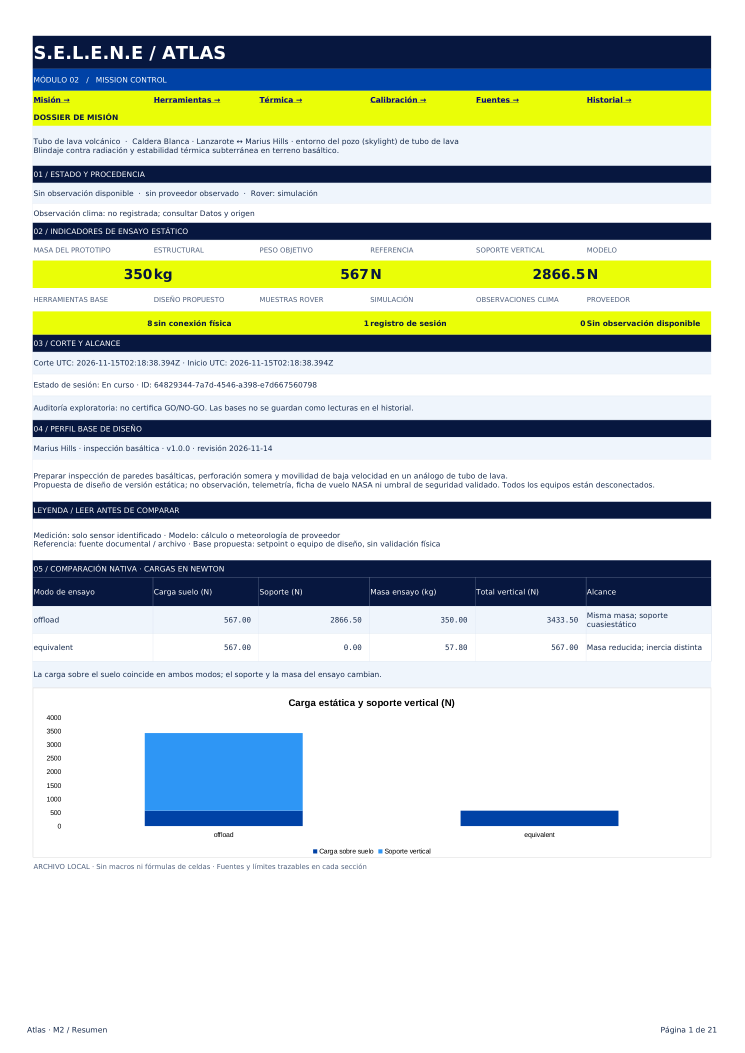 S.E.L.E.N.E / ATLAS
MÓDULO 02 / MISSION CONTROL
Misión → Herramientas → Térmica → Calibración → Fuentes → Historial →
DOSSIER DE MISIÓN
Tubo de lava volcánico · Caldera Blanca · Lanzarote ↔ Marius Hills · entorno del pozo (skylight) de tubo de lava
Blindaje contra radiación y estabilidad térmica subterránea en terreno basáltico.
01 / ESTADO Y PROCEDENCIA
Sin observación disponible · sin proveedor observado · Rover: simulación
Observación clima: no registrada; consultar Datos y origen
02 / INDICADORES DE ENSAYO ESTÁTICO
MASA DEL PROTOTIPO ESTRUCTURAL PESO OBJETIVO REFERENCIA SOPORTE VERTICAL MODELO
350 kg 567 N 2866.5 N
HERRAMIENTAS BASE DISEÑO PROPUESTO MUESTRAS ROVER SIMULACIÓN OBSERVACIONES CLIMA PROVEEDOR
8 sin conexión física 1 registro de sesión 0 Sin observación disponible
03 / CORTE Y ALCANCE
Corte UTC: 2026-11-15T02:18:38.394Z · Inicio UTC: 2026-11-15T02:18:38.394Z
Estado de sesión: En curso · ID: 64829344-7a7d-4546-a398-e7d667560798
Auditoría exploratoria: no certifica GO/NO-GO. Las bases no se guardan como lecturas en el historial.
04 / PERFIL BASE DE DISEÑO
Marius Hills · inspección basáltica · v1.0.0 · revisión 2026-11-14
Preparar inspección de paredes basálticas, perforación somera y movilidad de baja velocidad en un análogo de tubo de lava.
Propuesta de diseño de versión estática; no observación, telemetría, ficha de vuelo NASA ni umbral de seguridad validado. Todos los equipos están desconectados.
LEYENDA / LEER ANTES DE COMPARAR
Medición: solo sensor identificado · Modelo: cálculo o meteorología de proveedor
Referencia: fuente documental / archivo · Base propuesta: setpoint o equipo de diseño, sin validación física
05 / COMPARACIÓN NATIVA · CARGAS EN NEWTON
Modo de ensayo Carga suelo (N) Soporte (N) Masa ensayo (kg) Total vertical (N) Alcance
offload 567.00 2866.50 350.00 3433.50 Misma masa; soporte
cuasiestático
equivalent 567.00 0.00 57.80 567.00 Masa reducida; inercia distinta
La carga sobre el suelo coincide en ambos modos; el soporte y la masa del ensayo cambian.
Carga estática y soporte vertical (N)
4000
3500
3000
2500
2000
1500
1000
500
0
offload equivalent
Carga sobre suelo Soporte vertical
ARCHIVO LOCAL · Sin macros ni fórmulas de celdas · Fuentes y límites trazables en cada sección
Atlas · M2 / Resumen Página 1 de 21